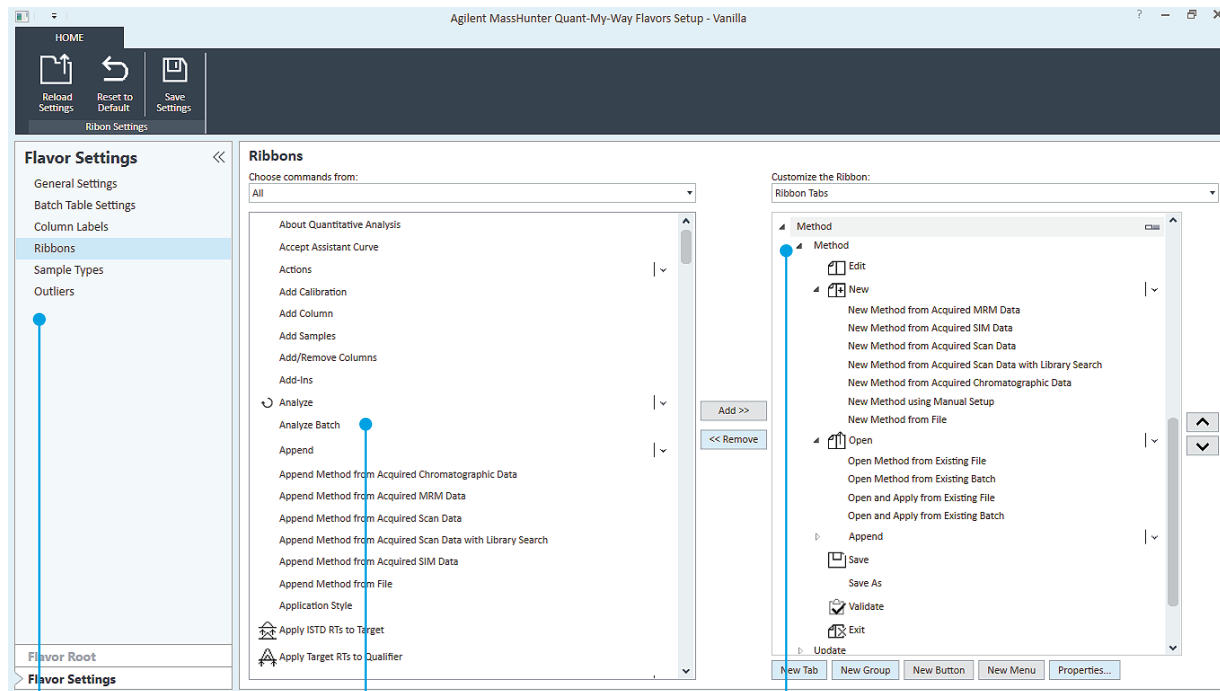 Agilent MassHunter Quant-My-Way Flavors Setup - Vanilla
?
HOME
Reload Settings
Reset to Default
Save Settings
Ribon Settings
Flavor Settings
General Settings
Batch Table Settings
Column Labels
Ribbons
Sample Types
Outliers
Flavor Root
Flavor Settings
Ribbons
Choose commands from:
All
About Quantitative Analysis
Accept Assistant Curve
Actions
Add Calibration
Add Column
Add Samples
Add/Remove Columns
Add-Ins
Analyze
Analyze Batch
Append
Append Method from Acquired Chromatographic Data
Append Method from Acquired MRM Data
Append Method from Acquired Scan Data
Append Method from Acquired Scan Data with Library Search
Append Method from Acquired SIM Data
Append Method from File
Application Style
Apply ISTD RTs to Target
Apply Target RTs to Qualifier
Add >>
<< Remove
Customize the Ribbon:
Ribbon Tabs
Method
Method
Edit
New
New Method from Acquired MRM Data
New Method from Acquired SIM Data
New Method from Acquired Scan Data
New Method from Acquired Scan Data with Library Search
New Method from Acquired Chromatographic Data
New Method using Manual Setup
New Method from File
Open
Open Method from Existing File
Open Method from Existing Batch
Open and Apply from Existing File
Open and Apply from Existing Batch
Append
Save
Save As
Validate
Exit
Update
New Tab
New Group
New Button
New Menu
Properties...